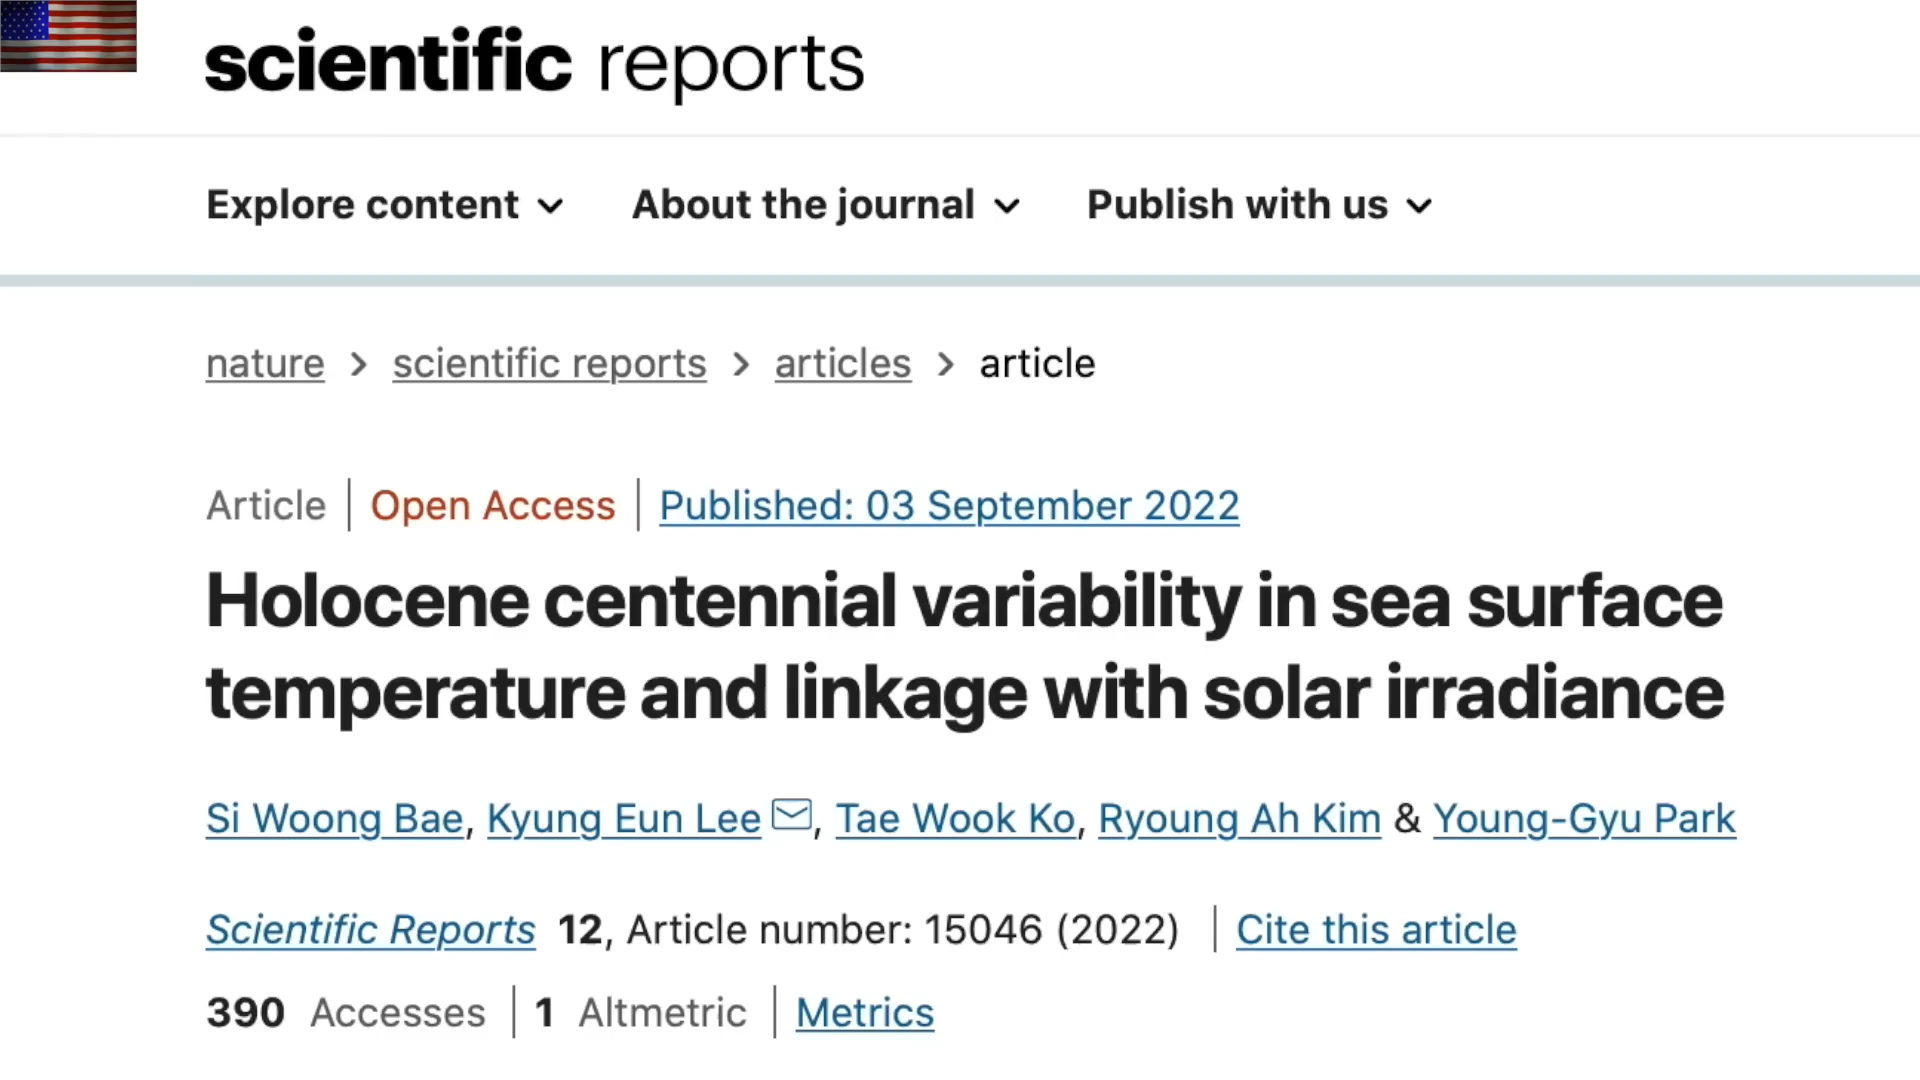 scientific reports
Explore content About the journal Publish with us
nature > scientific reports > articles > article
Article | Open Access | Published: 03 September 2022
Holocene centennial variability in sea surface
temperature and linkage with solar irradiance
Si Woong Bae, Kyung Eun Lee, Tae Wook Ko, Ryoung Ah Kim & Young-Gyu Park
Scientific Reports 12, Article number: 15046 (2022) | Cite this article
390 Accesses | 1 Altmetric | Metrics